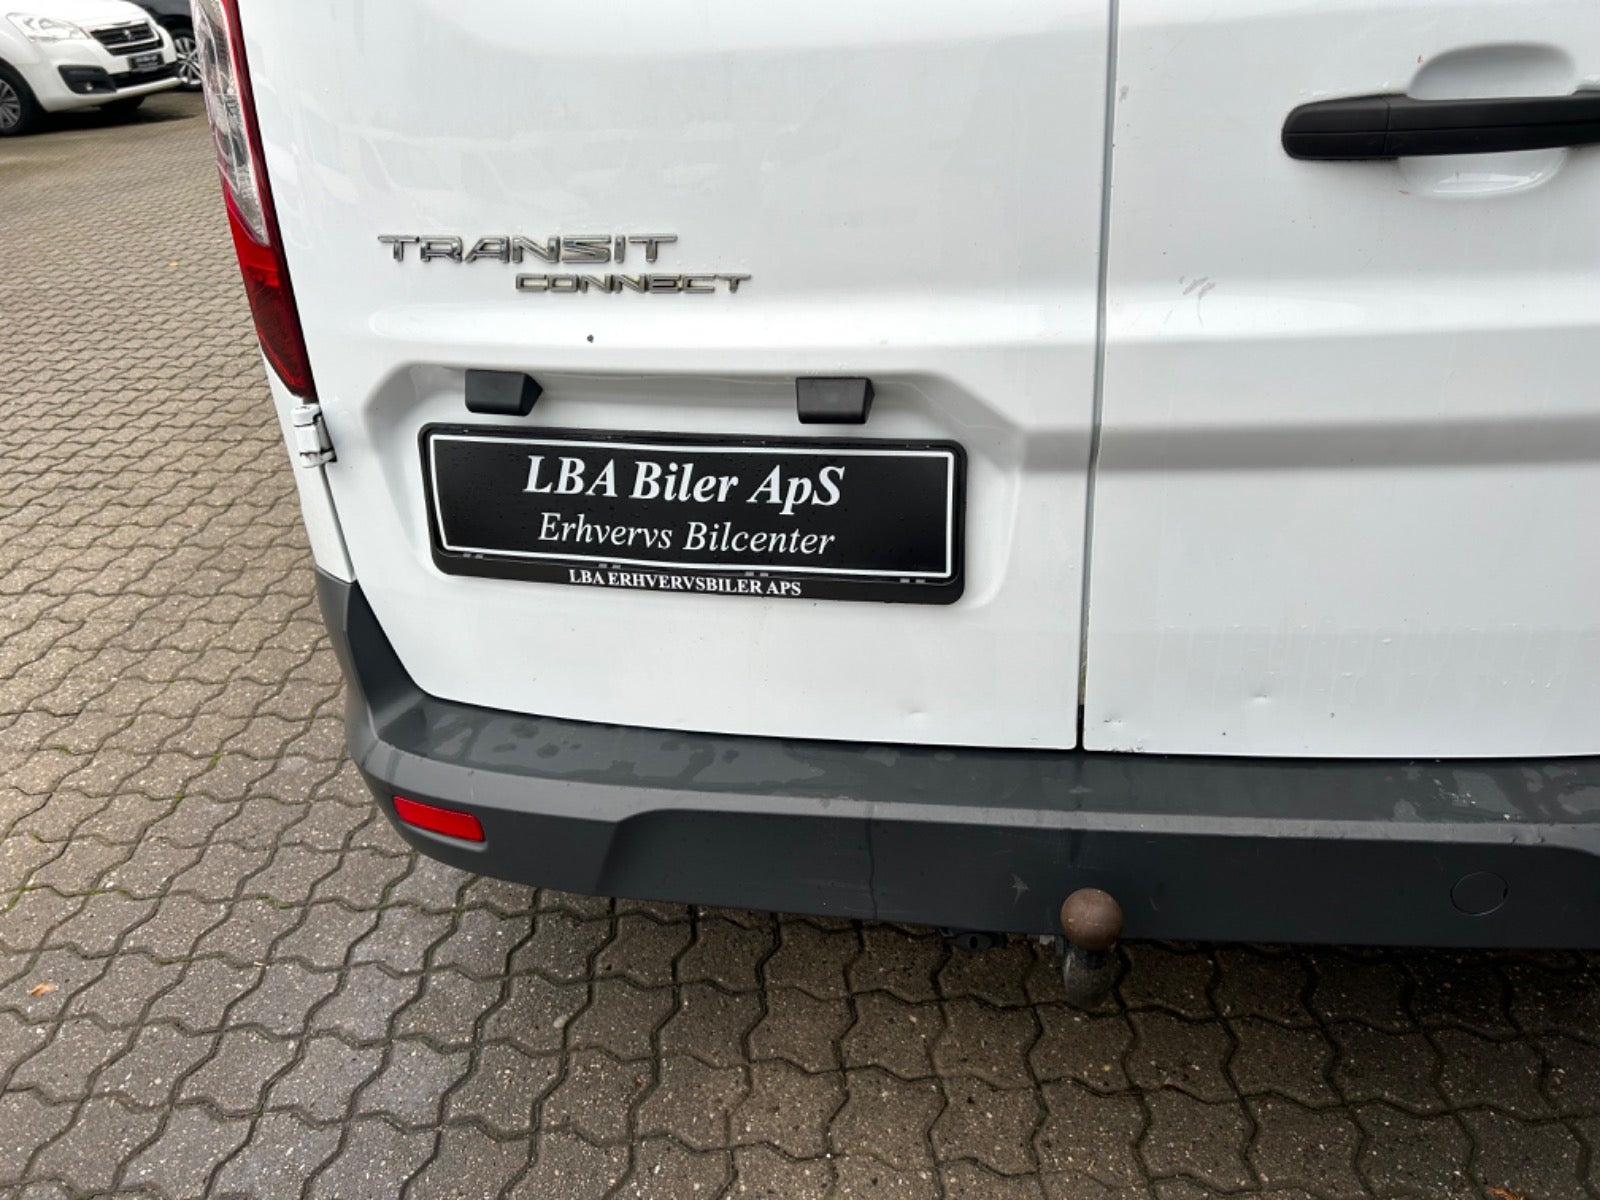 TRANSIT
CONNECT
LBA Biler ApS
Erhvervs Bilcenter
LBA ERHVERVSBILER APS